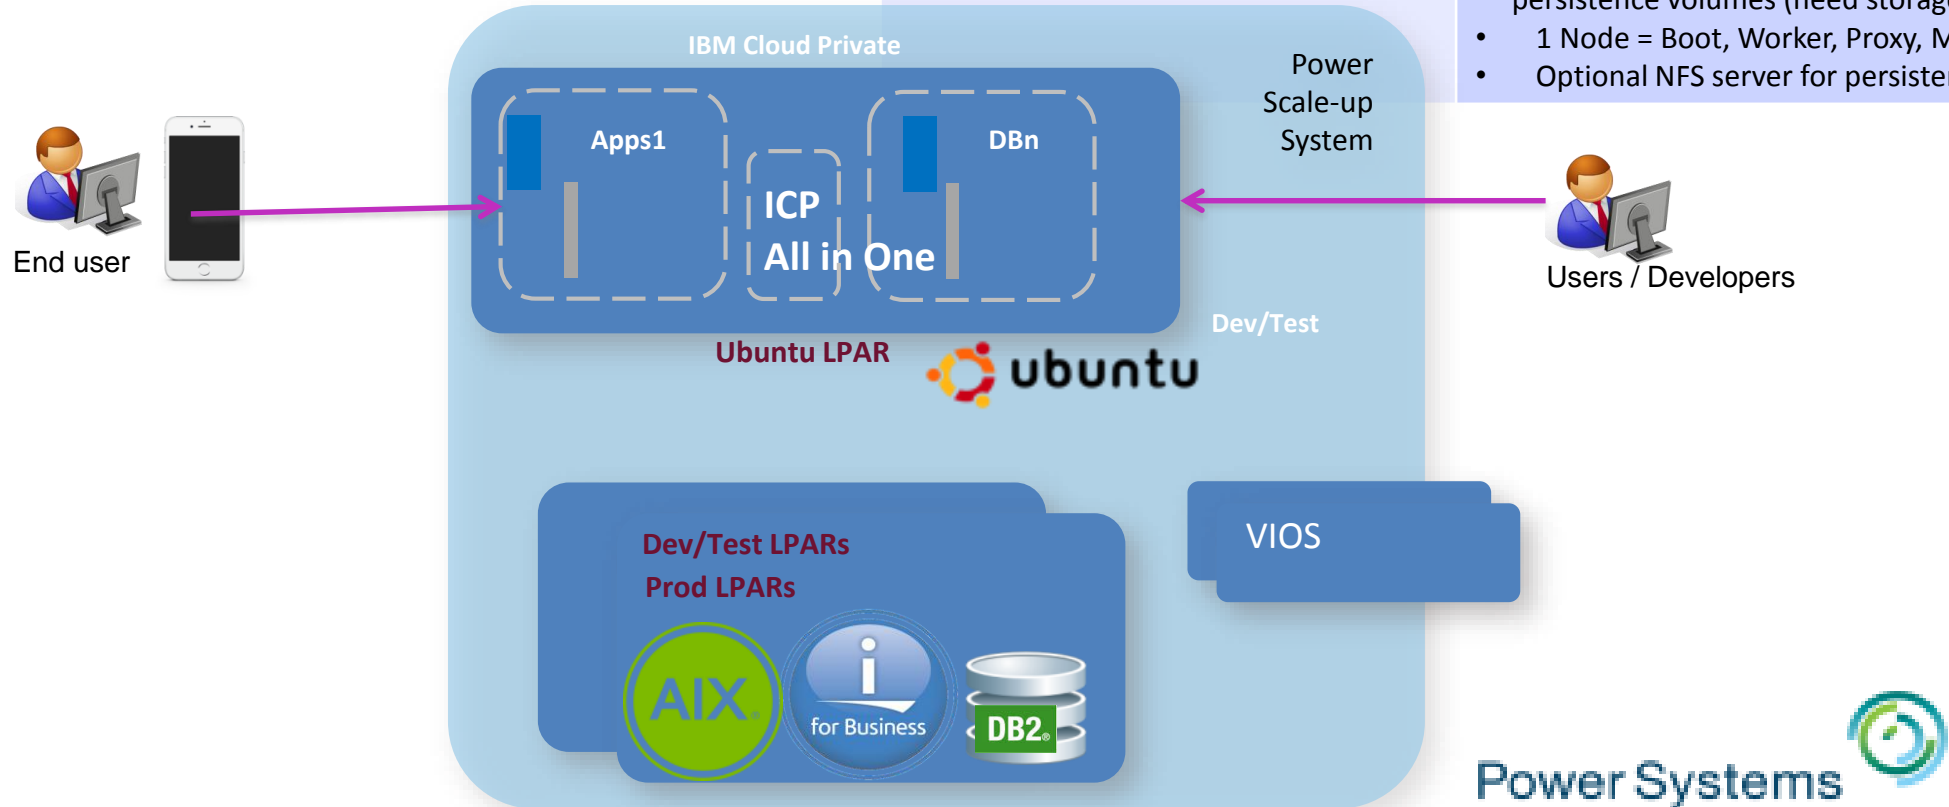 persistence volumes (need storage
• 1 Node = Boot, Worker, Proxy, M
• Optional NFS server for persister
IBM Cloud Private
Power
Scale-up
System
Apps1
DBn
ICP
All in One
End user
Users / Developers
Dev/Test
Ubuntu LPAR
ubuntu
Dev/Test LPARs
Prod LPARs
VIOS
AIX.
i
for Business
DB2®
Power Systems